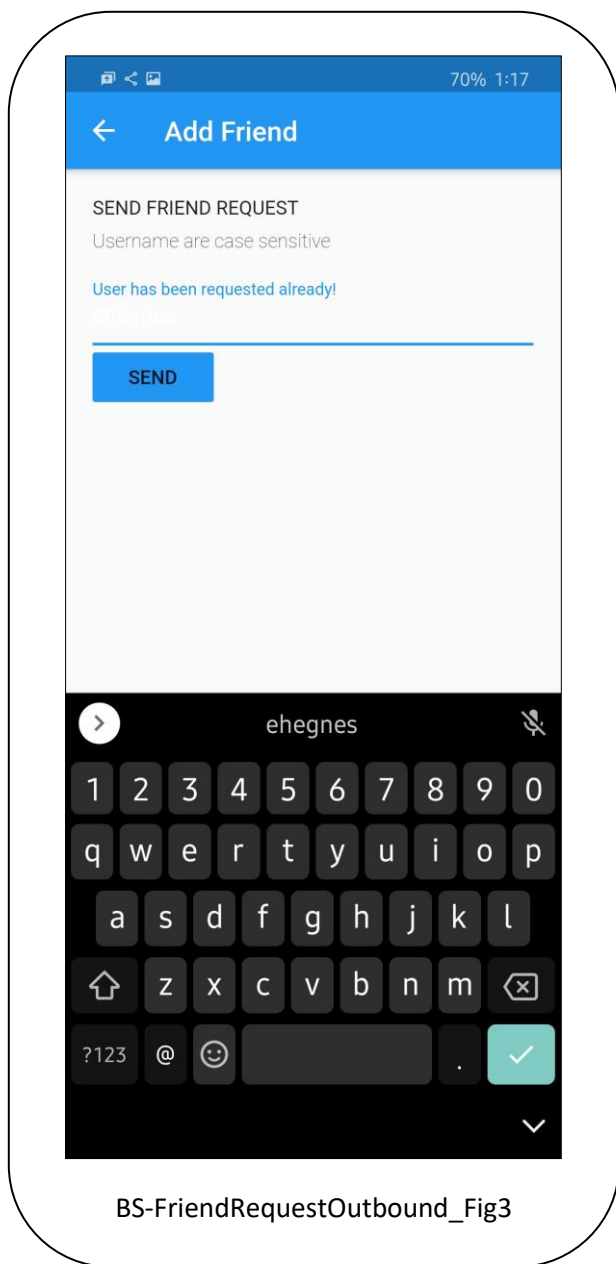 70% 1:17
Add Friend
SEND FRIEND REQUEST
Username are case sensitive
User has been requested already!
ehegnes
SEND
ehegnes
1 2 3 4 5 6 7 8 9 0
q w e r t y u i o p
a s d f g h j k l
z x c v b n m
?123 @ .
BS-FriendRequestOutbound_Fig3